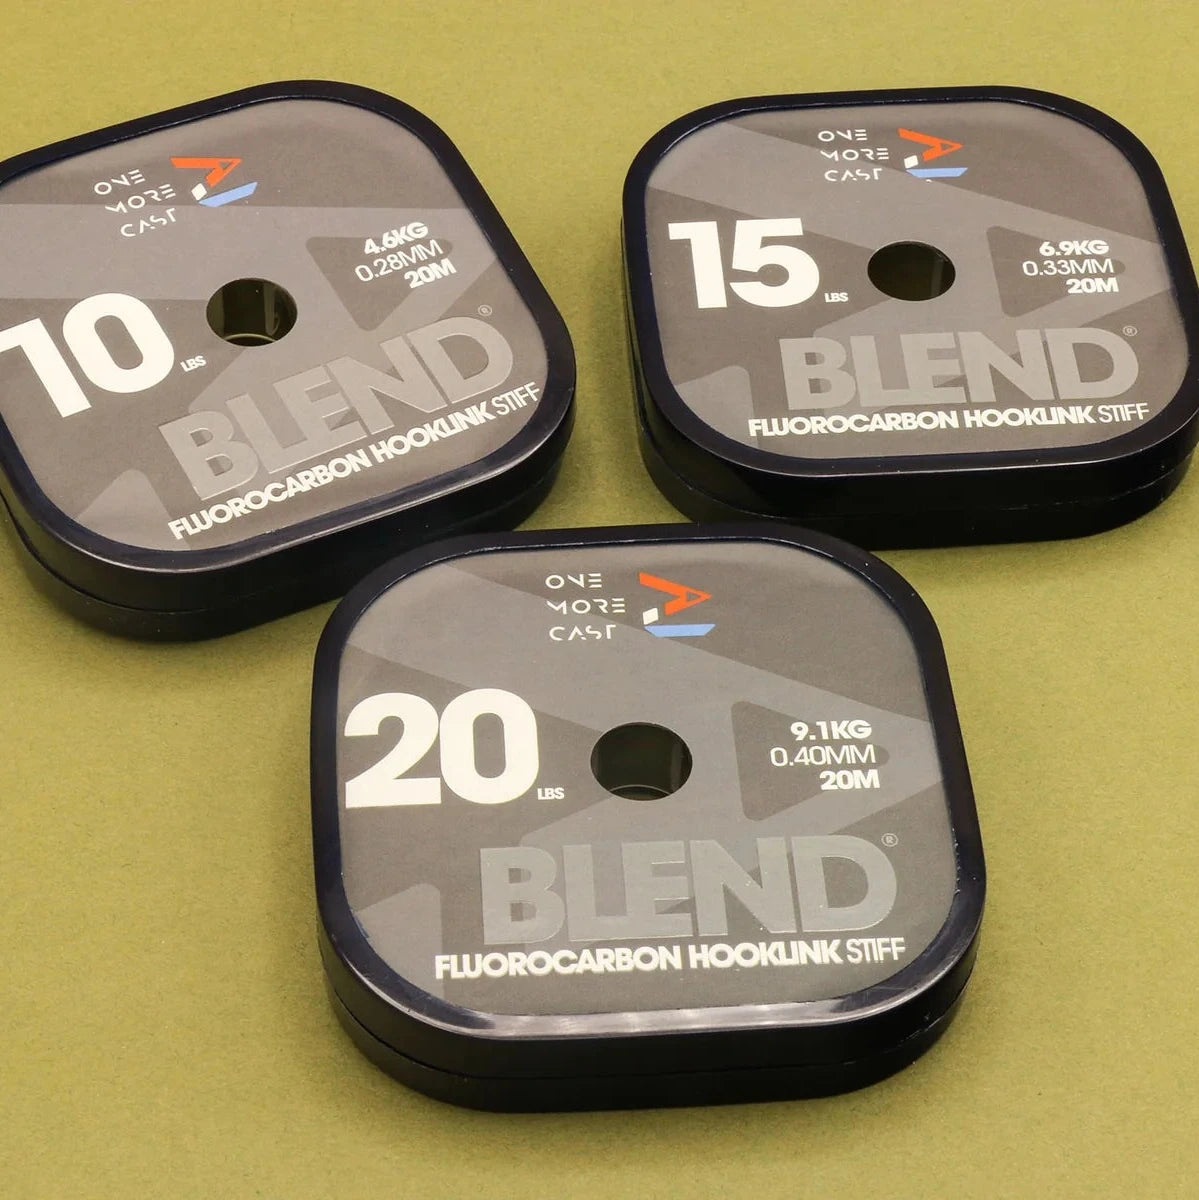 ONE
MORE
CAST
10 LBS
4.6KG
0.28MM
20M
BLEND®
FLUOROCARBON HOOKLINK STIFF
ONE
MORE
CAST
15 LBS
6.9KG
0.33MM
20M
BLEND®
FLUOROCARBON HOOKLINK STIFF
ONE
MORE
CAST
20 LBS
9.1KG
0.40MM
20M
BLEND®
FLUOROCARBON HOOKLINK STIFF